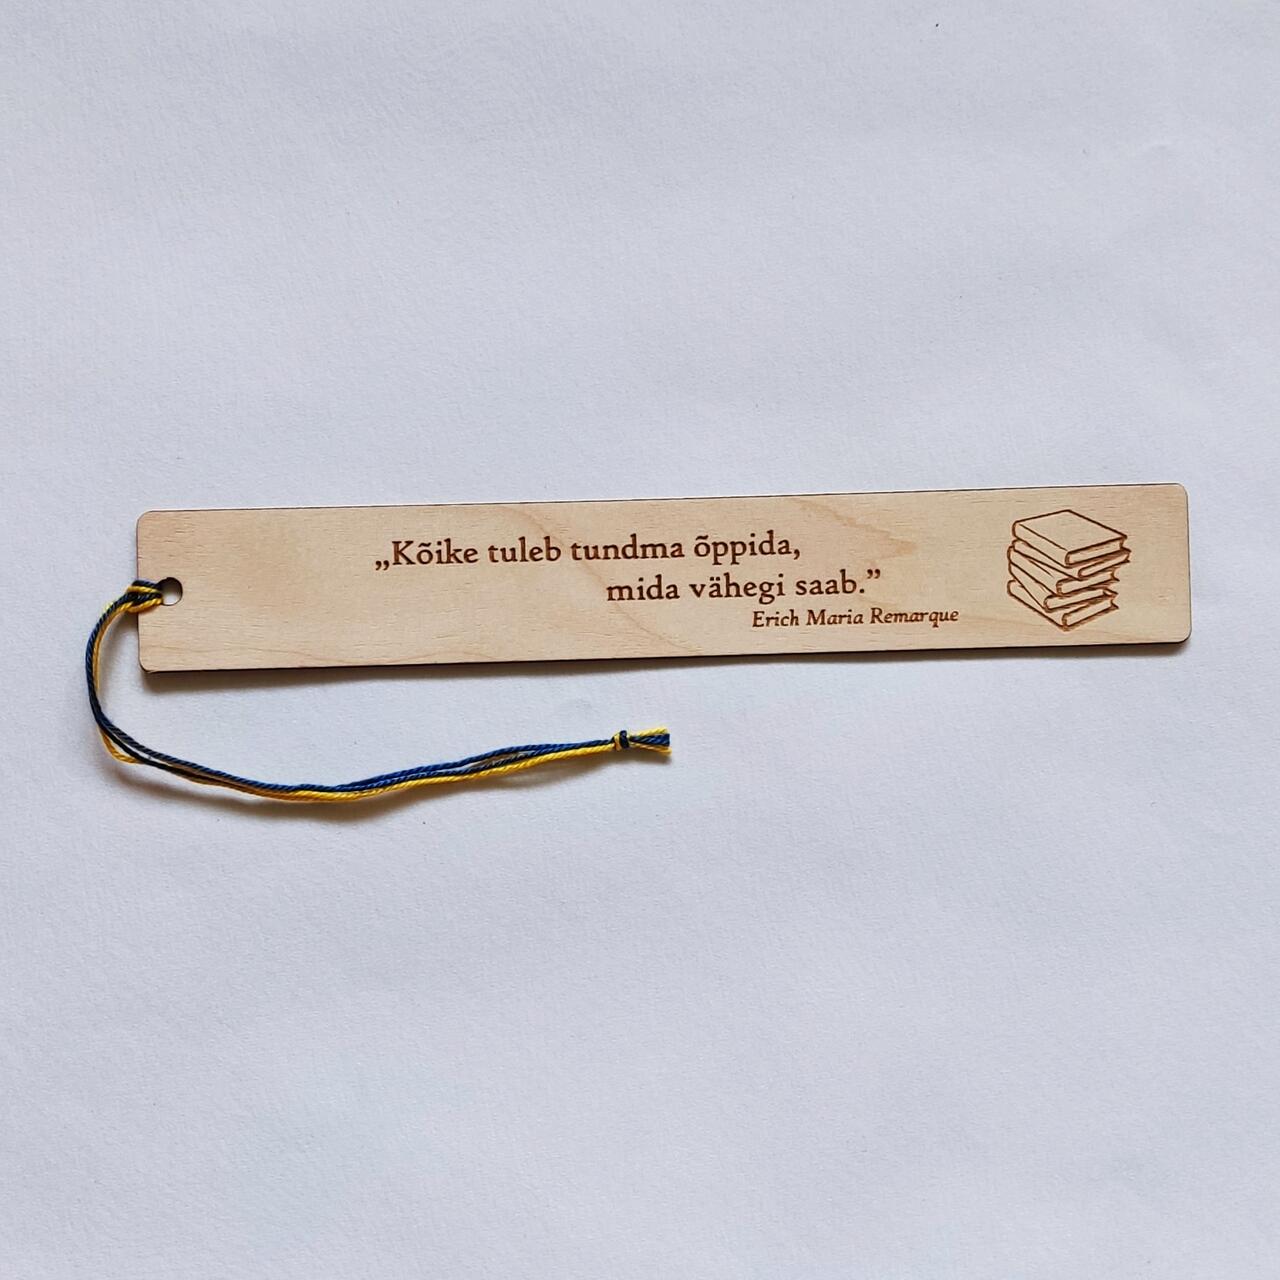 „Kõike tuleb tundma õppida,
mida vähegi saab.”
Erich Maria Remarque